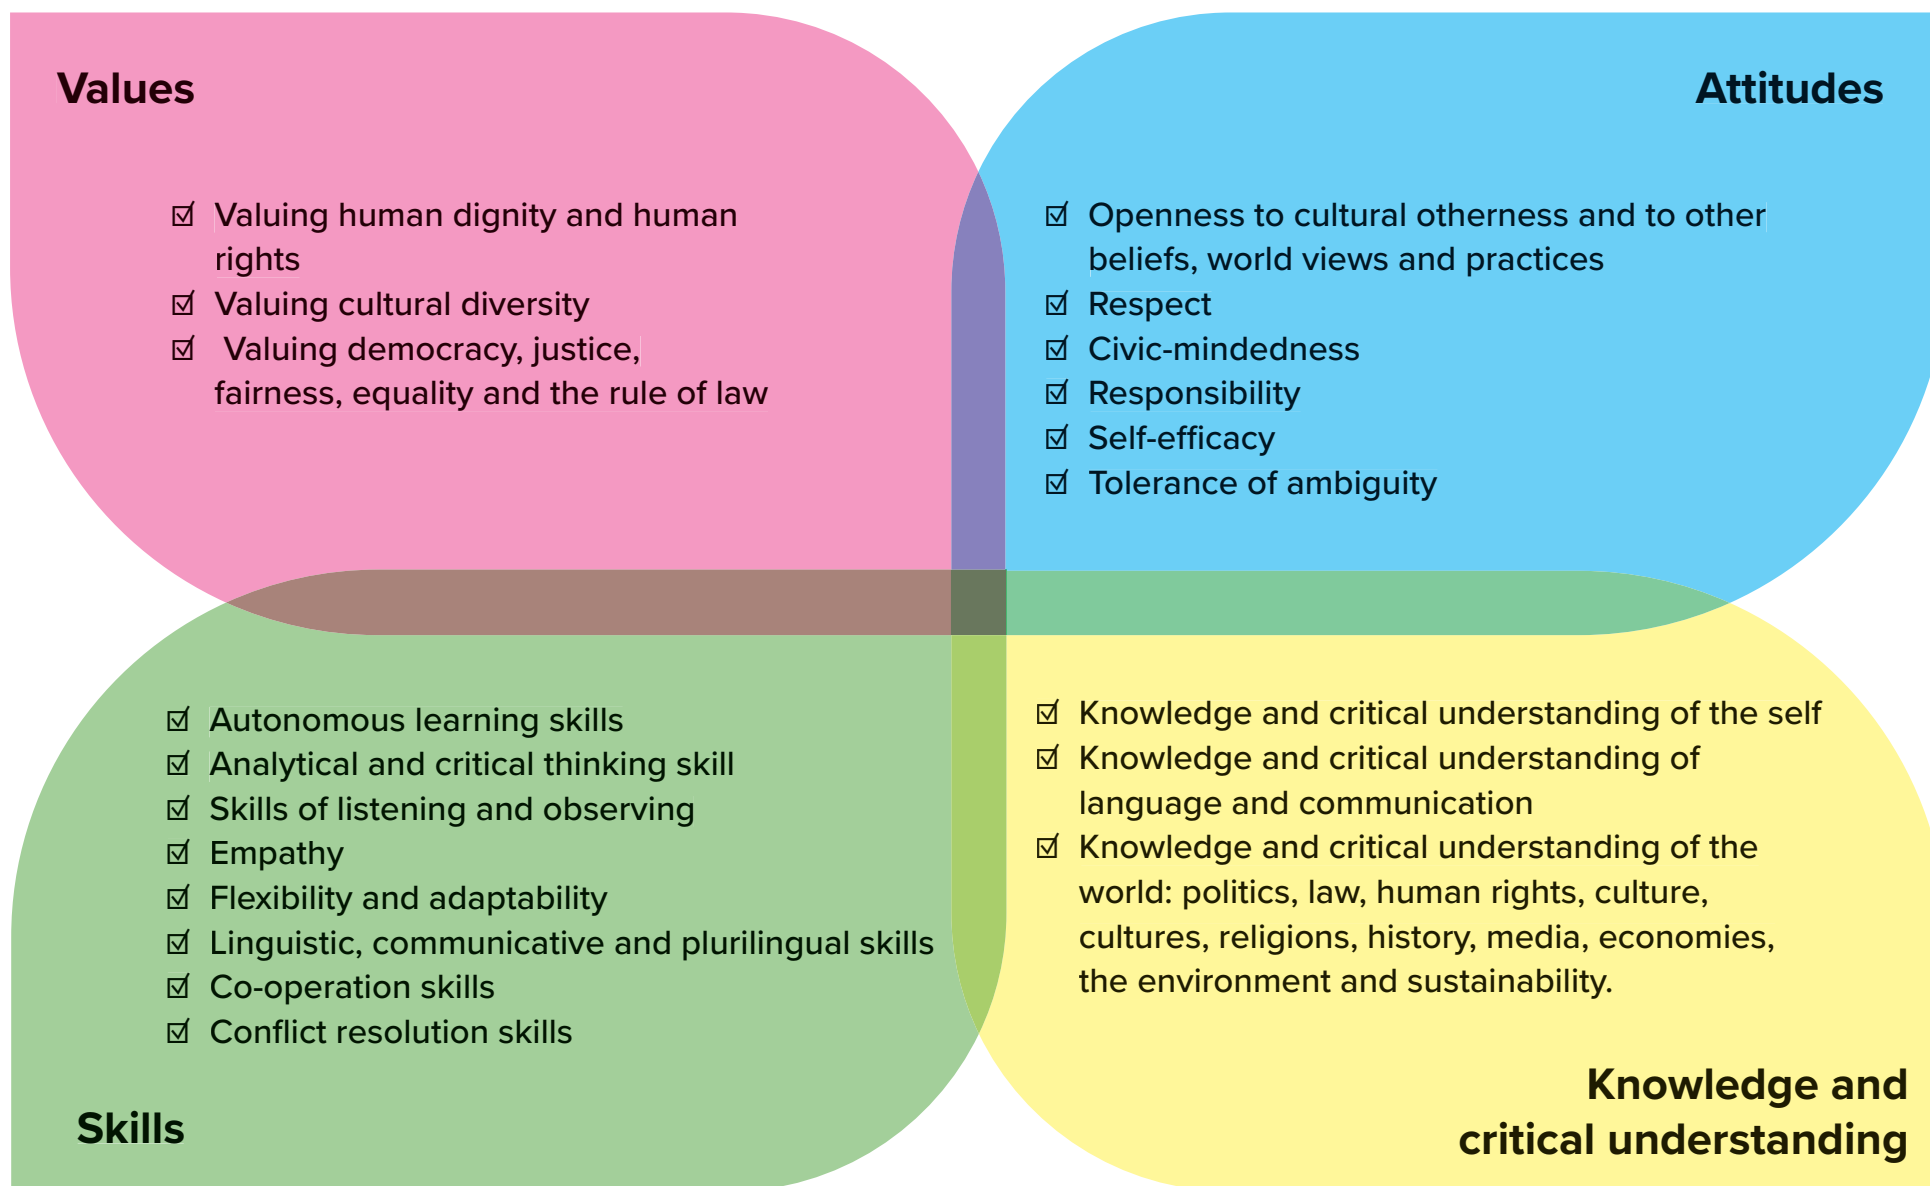 Values
☑ Valuing human dignity and human
rights
☑ Valuing cultural diversity
☑ Valuing democracy, justice,
fairness, equality and the rule of law
Attitudes
☑ Openness to cultural otherness and to other
beliefs, world views and practices
☑ Respect
☑ Civic-mindedness
☑ Responsibility
☑ Self-efficacy
☑ Tolerance of ambiguity
☑ Autonomous learning skills
☑ Analytical and critical thinking skill
☑ Skills of listening and observing
☑ Empathy
☑ Flexibility and adaptability
☑ Linguistic, communicative and plurilingual skills
☑ Co-operation skills
☑ Conflict resolution skills
Skills
☑ Knowledge and critical understanding of the self
☑ Knowledge and critical understanding of
language and communication
☑ Knowledge and critical understanding of the
world: politics, law, human rights, culture,
cultures, religions, history, media, economies,
the environment and sustainability.
Knowledge and
critical understanding